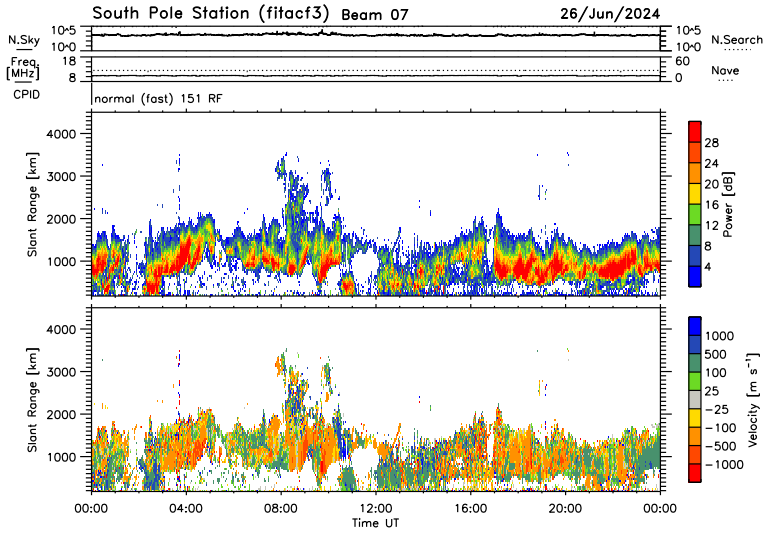 South Pole Station (fitacf3) Beam 07 26/Jun/2024
N.Sky 10^5 10^0 10^5 10^0 N.Search
Freq. [MHz] 18 8 60 0 Nave
CPID normal (fast) 151 RF
Slant Range [km]
4000
3000
2000
1000
28
24
20
16
12
8
4
Power [dB]
Slant Range [km]
4000
3000
2000
1000
1000
500
100
25
−25
−100
−500
−1000
Velocity [m s⁻¹]
00:00 04:00 08:00 12:00 16:00 20:00 00:00
Time UT